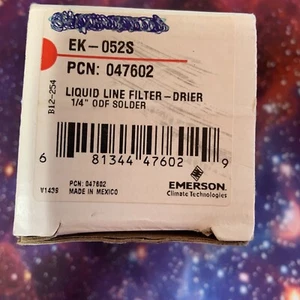 EK-052S
PCN: 047602
LIQUID LINE FILTER-DRIER
1/4" ODF SOLDER
B12-254
6 81344 47602 9
PCN: 047602
MADE IN MEXICO
V1439
EMERSON
Climate Technologies